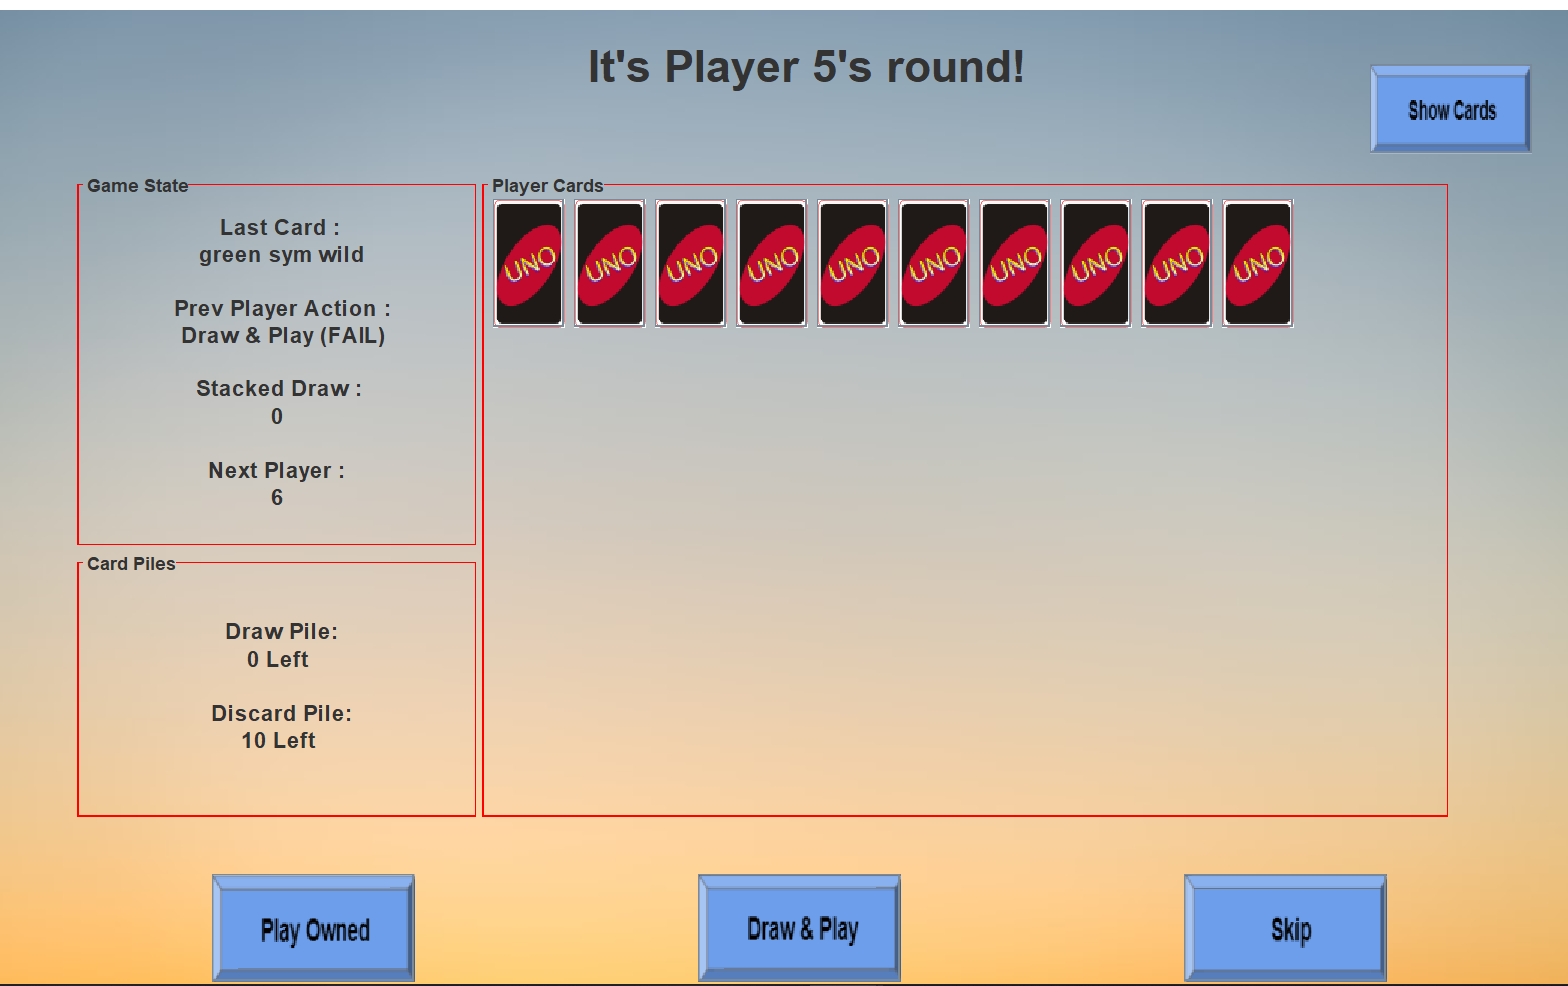 It's Player 5's round!
Show Cards
Game State
Last Card :
green sym wild
Prev Player Action :
Draw & Play (FAIL)
Stacked Draw :
0
Next Player :
6
Card Piles
Draw Pile:
0 Left
Discard Pile:
10 Left
Player Cards
UNO UNO UNO UNO UNO UNO UNO UNO UNO UNO
Play Owned
Draw & Play
Skip